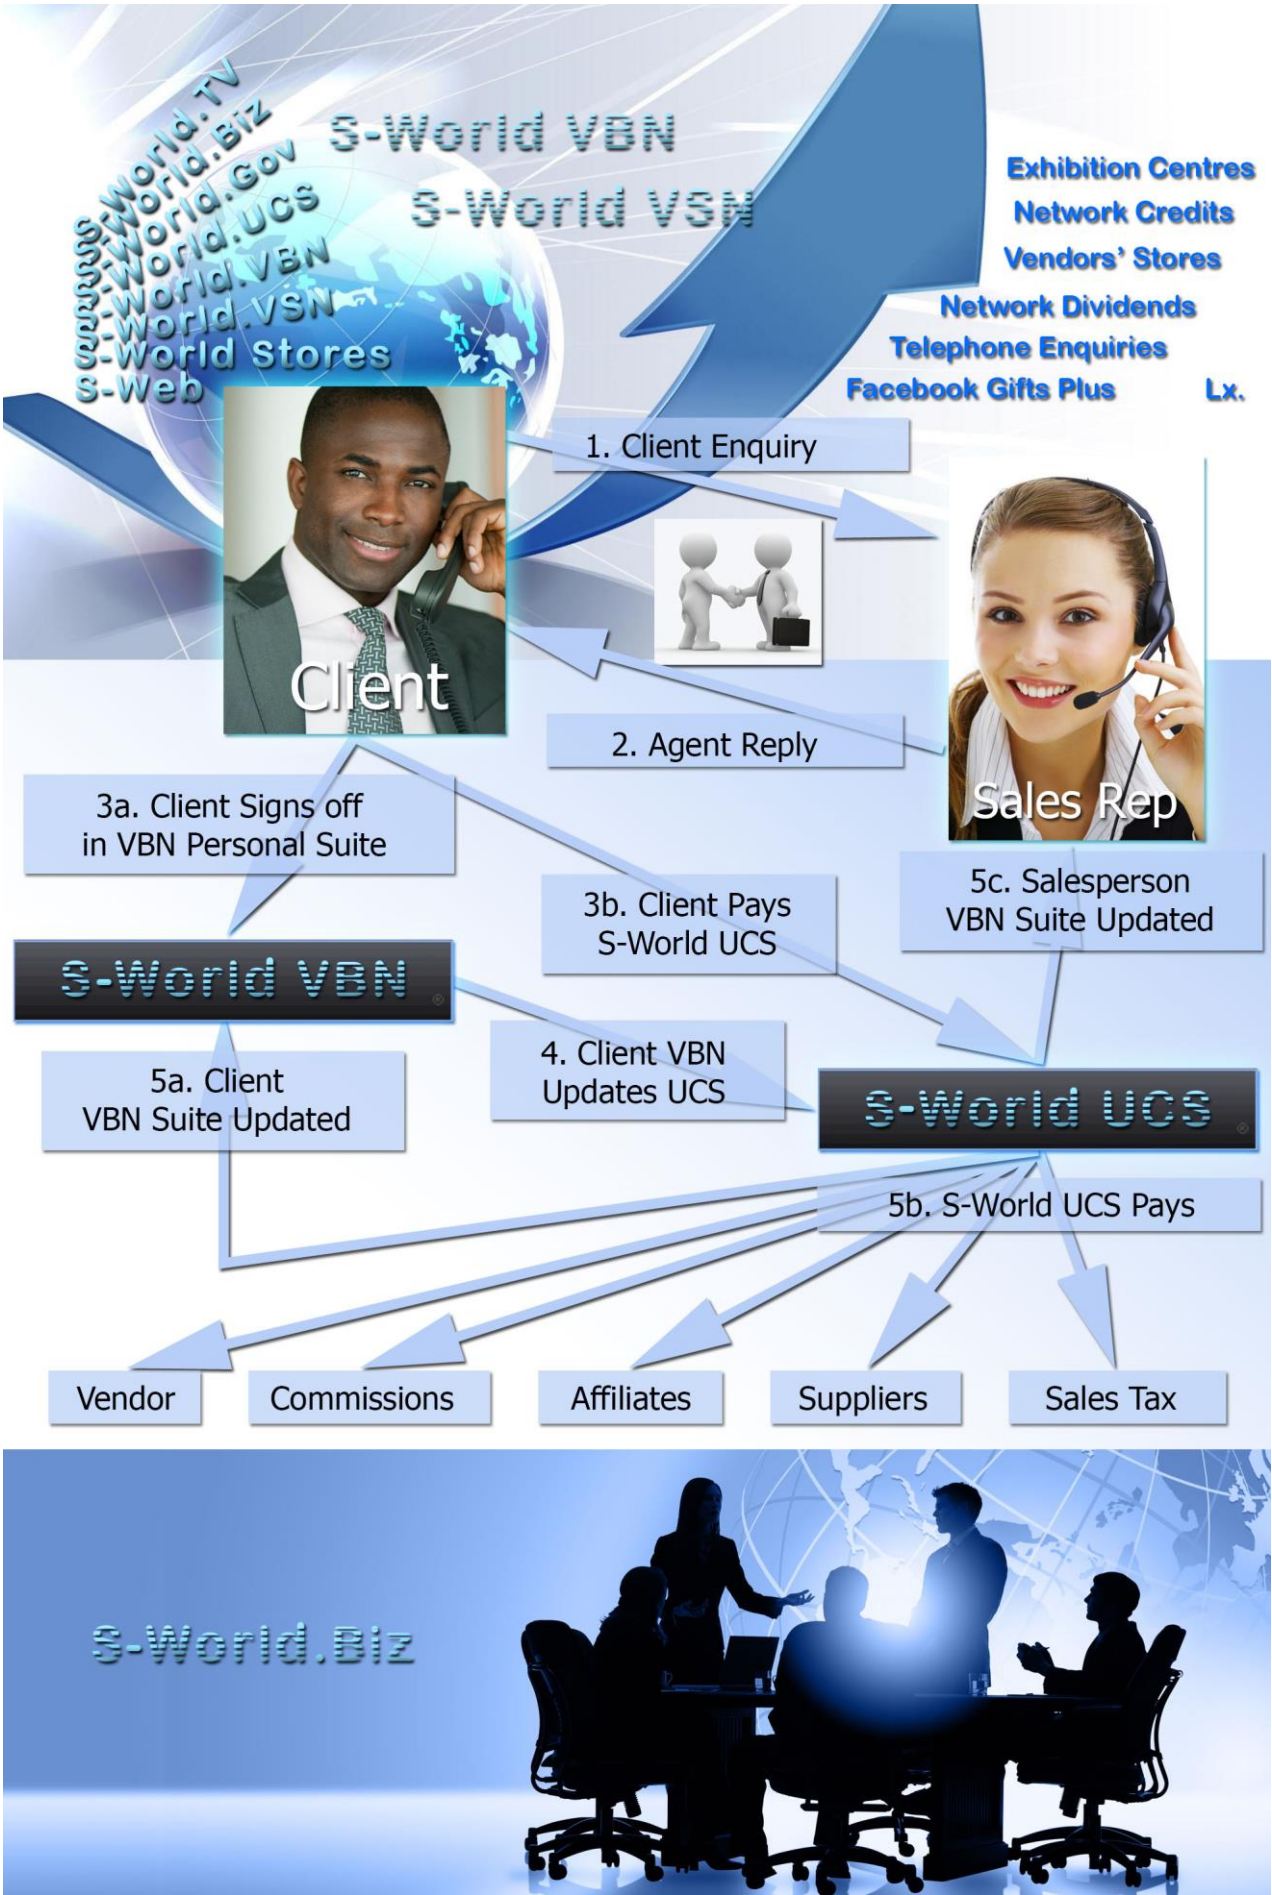 S-World.TV
S-World.Biz
S-World.Gov
S-World.UCS
S-World.VBN
S-World.VSN
S-World Stores
S-Web
S-World VBN
S-World VSN
Exhibition Centres
Network Credits
Vendors' Stores
Network Dividends
Telephone Enquiries
Facebook Gifts Plus Lx.
1. Client Enquiry
Client
2. Agent Reply
Sales Rep
3a. Client Signs off
in VBN Personal Suite
3b. Client Pays
S-World UCS
5c. Salesperson
VBN Suite Updated
S-World VBN ®
4. Client VBN
Updates UCS
5a. Client
VBN Suite Updated
S-World UCS ®
5b. S-World UCS Pays
Vendor
Commissions
Affiliates
Suppliers
Sales Tax
S-World.Biz